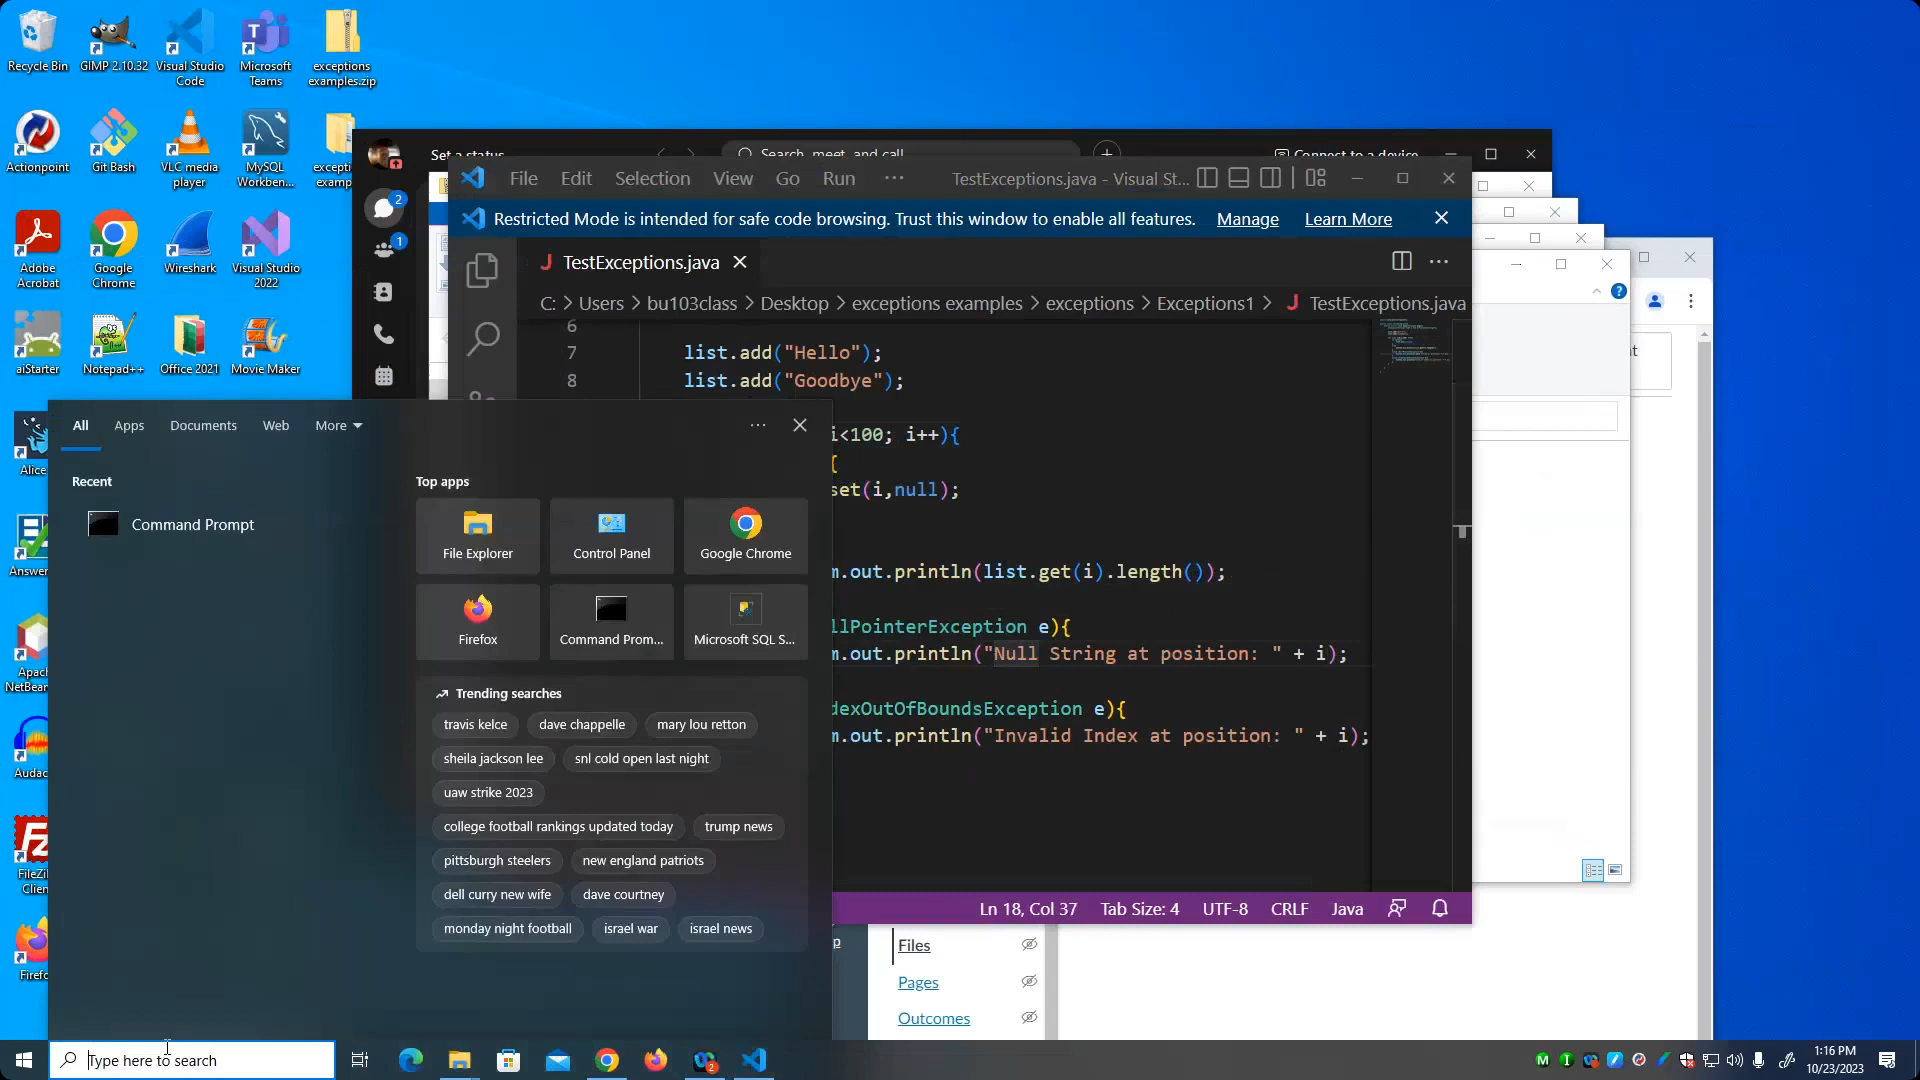 Recycle Bin
GIMP 2.10.32
Visual Studio
Code
Microsoft
Teams
exceptions
examples.zip
Actionpoint
Git Bash
VLC media
player
MySQL
Workben...
Adobe
Acrobat
Google
Chrome
Wireshark
Visual Studio
2022
aiStarter
Notepad++
Office 2021
Movie Maker
Alice
Set a status
Search, meet, and call
Connect to a device
2
1
File Edit Selection View Go Run ···
TestExceptions.java - Visual St...
Restricted Mode is intended for safe code browsing. Trust this window to enable all features. Manage Learn More
J TestExceptions.java
C: > Users > bu103class > Desktop > exceptions examples > exceptions > Exceptions1 > J TestExceptions.java
6
7 list.add("Hello");
8 list.add("Goodbye");
i<100; i++){
{
set(i,null);
m.out.println(list.get(i).length());
llPointerException e){
m.out.println("Null String at position: " + i);
dexOutOfBoundsException e){
m.out.println("Invalid Index at position: " + i);
Ln 18, Col 37 Tab Size: 4 UTF-8 CRLF Java
All Apps Documents Web More
Recent
Command Prompt
Top apps
File Explorer
Control Panel
Google Chrome
Firefox
Command Prom...
Microsoft SQL S...
Trending searches
travis kelce dave chappelle mary lou retton
sheila jackson lee snl cold open last night
uaw strike 2023
college football rankings updated today trump news
pittsburgh steelers new england patriots
dell curry new wife dave courtney
monday night football israel war israel news
Files
Pages
Outcomes
Type here to search
2
1:16 PM
10/23/2023